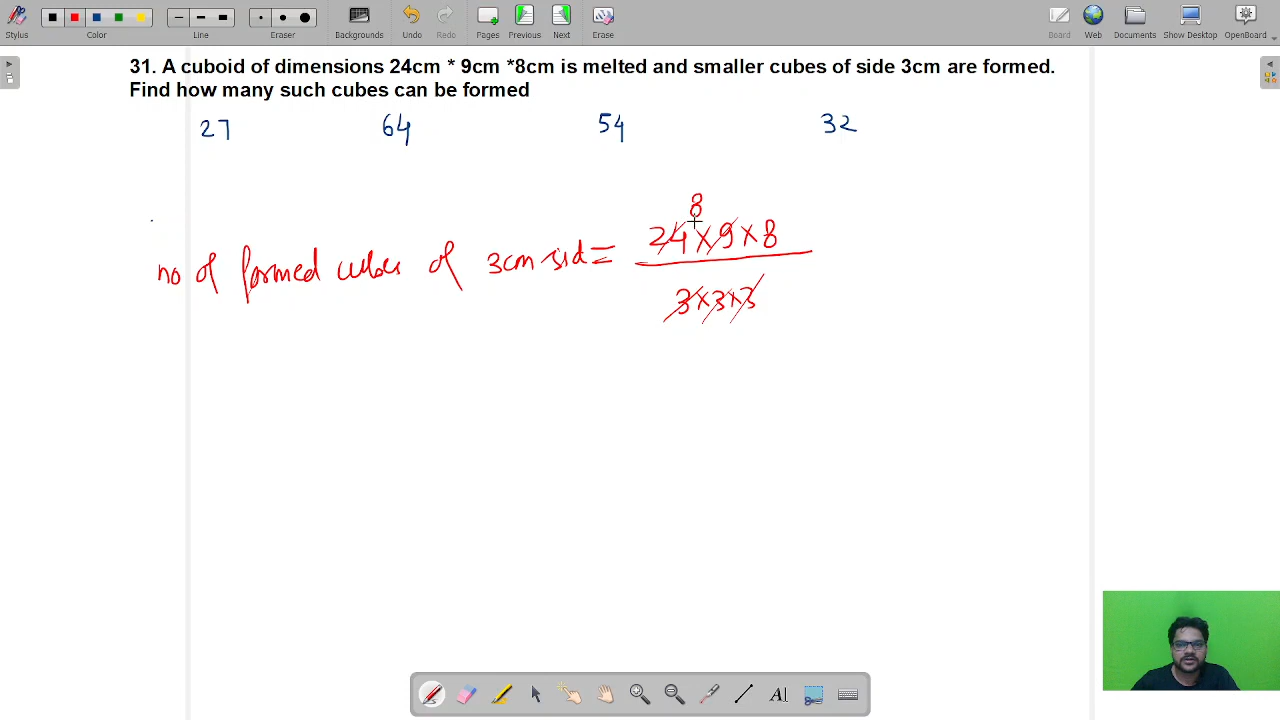 Stylus Color Line Eraser Backgrounds Undo Redo Pages Previous Next Erase Board Web Documents Show Desktop OpenBoard
31. A cuboid of dimensions 24cm * 9cm *8cm is melted and smaller cubes of side 3cm are formed.
Find how many such cubes can be formed
27 64 54 32
8
no of formed cubes of 3cm sid = 24 x 9 x 8
3 x 3 x 3